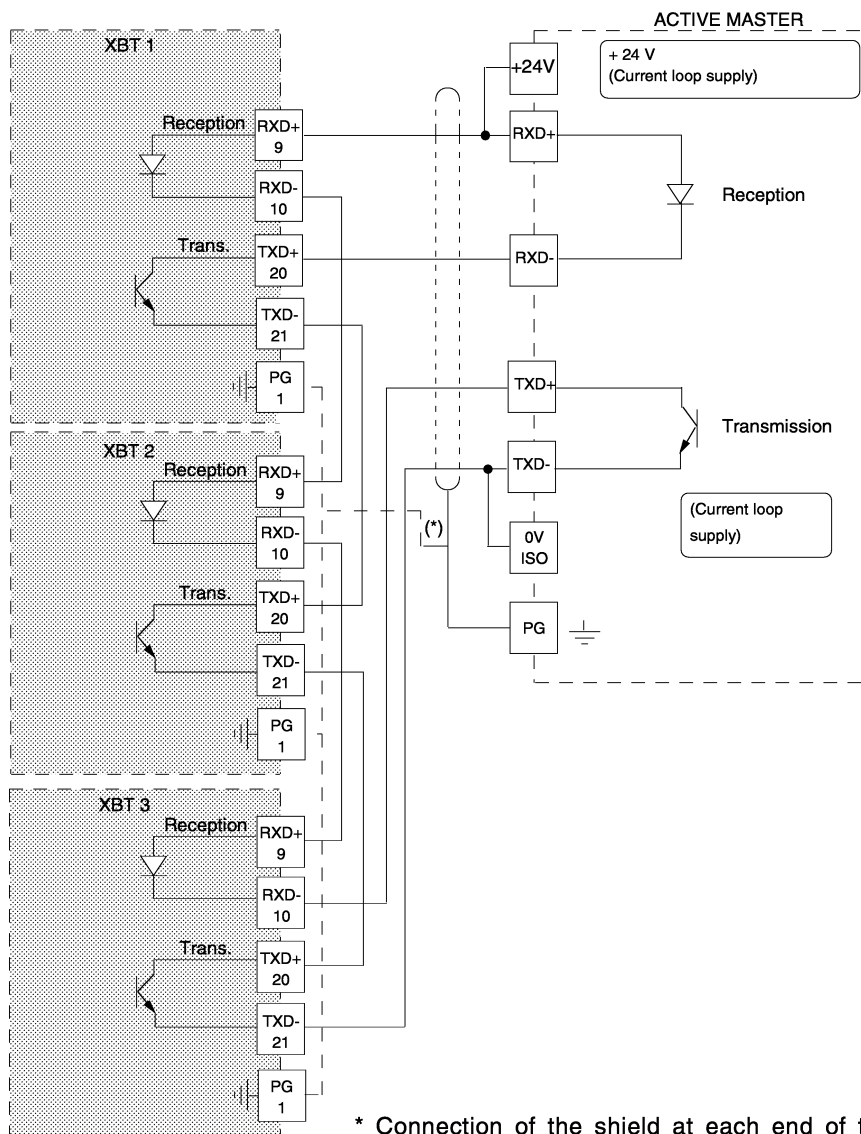 ACTIVE MASTER
XBT 1
+24V
+ 24 V
(Current loop supply)
Reception
RXD+
9
RXD+
RXD-
10
Reception
Trans.
TXD+
20
RXD-
TXD-
21
PG
1
TXD+
Transmission
XBT 2
Reception
RXD+
9
TXD-
RXD-
10
(*)
0V
ISO
(Current loop
supply)
Trans.
TXD+
20
PG
TXD-
21
PG
1
XBT 3
Reception
RXD+
9
RXD-
10
Trans.
TXD+
20
TXD-
21
PG
1
* Connection of the shield at each end of